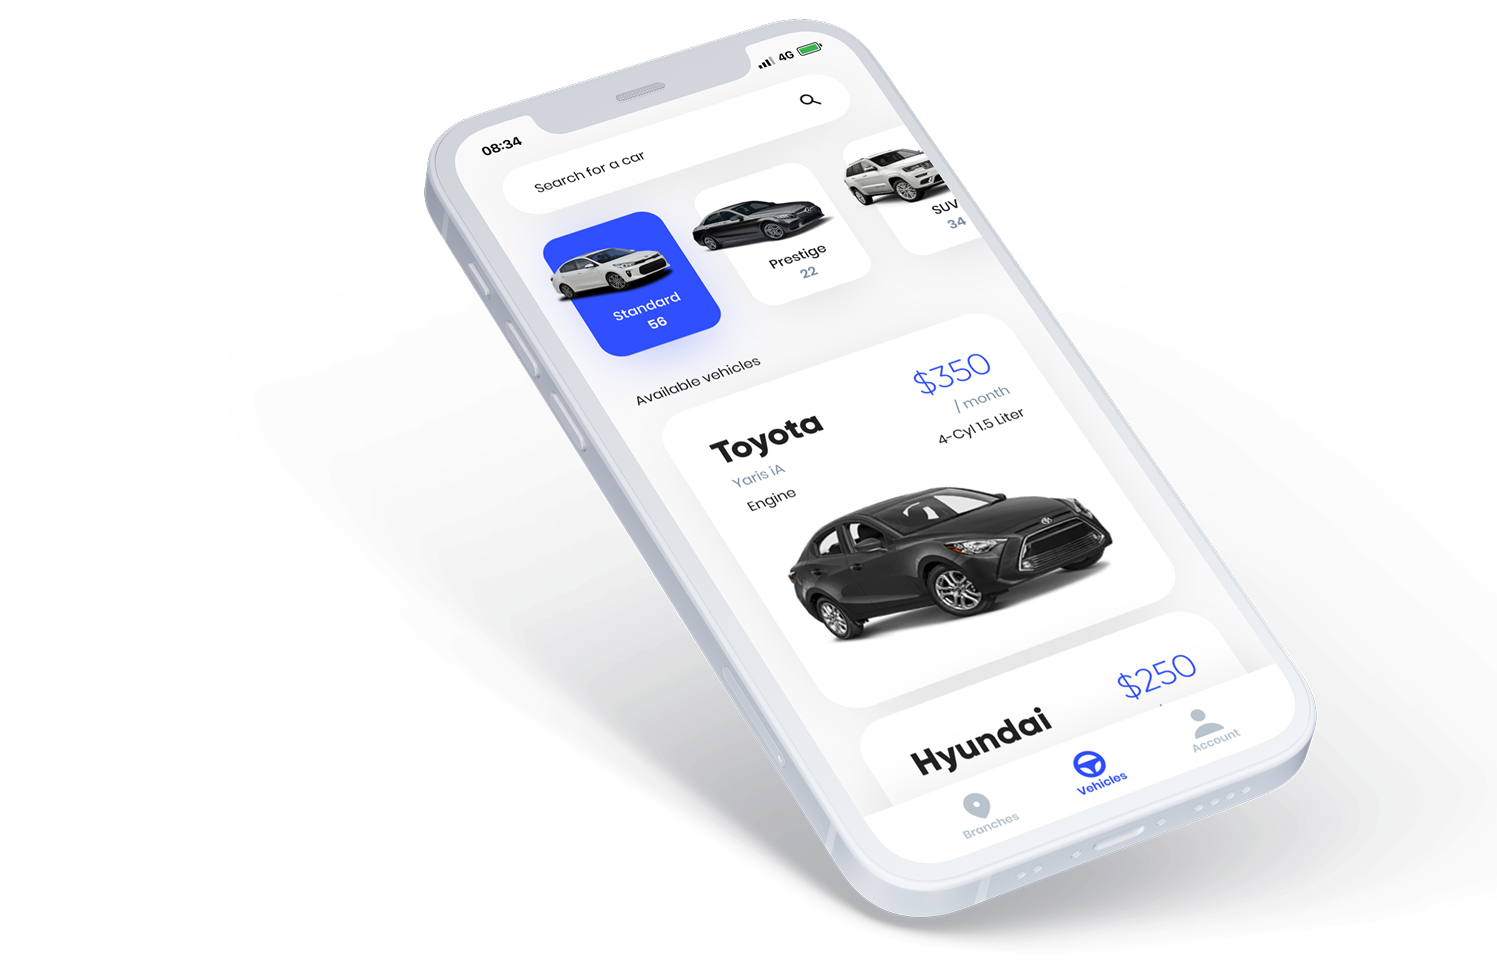 08:34
4G
Search for a car
Standard
56
Prestige
22
SUV
34
Available vehicles
Toyota
$350
Yaris iA
/ month
Engine
4-Cyl 1.5 Liter
Hyundai
$250
Branches
Vehicles
Account